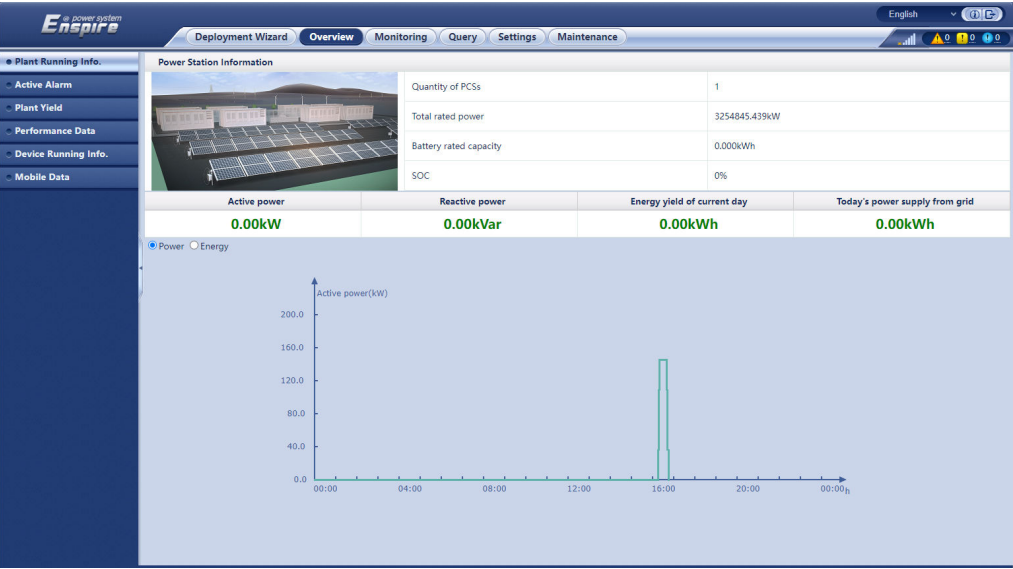 Enspire @ power system
English
Deployment Wizard Overview Monitoring Query Settings Maintenance
0 0 0
Plant Running Info.
Active Alarm
Plant Yield
Performance Data
Device Running Info.
Mobile Data
Power Station Information
Quantity of PCSs 1
Total rated power 3254845.439kW
Battery rated capacity 0.000kWh
SOC 0%
Active power Reactive power Energy yield of current day Today's power supply from grid
0.00kW 0.00kVar 0.00kWh 0.00kWh
Power Energy
Active power(kW)
200.0
160.0
120.0
80.0
40.0
0.0
00:00 04:00 08:00 12:00 16:00 20:00 00:00 h